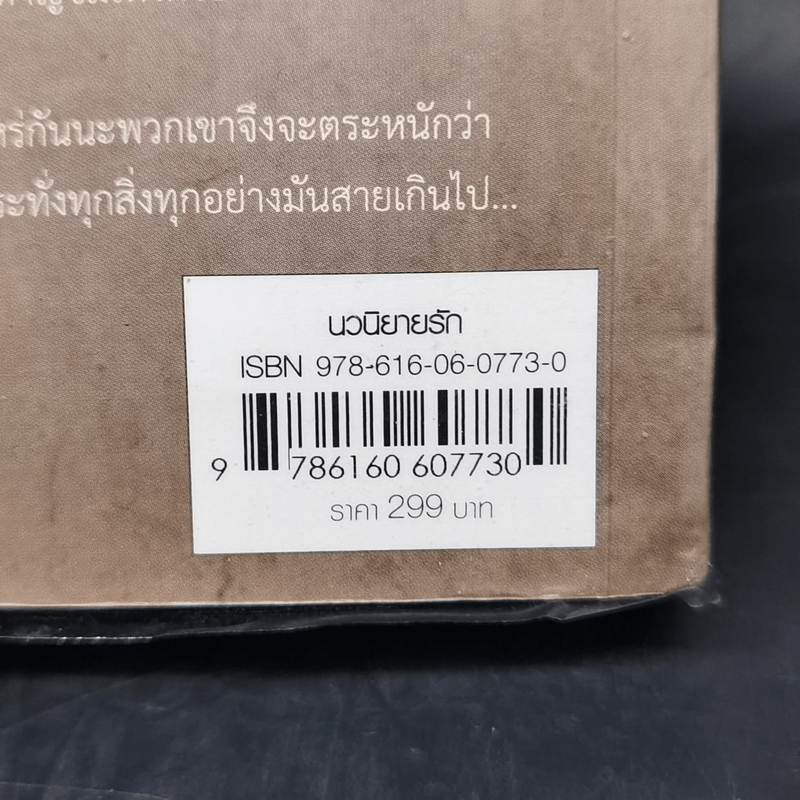 หร่กันนะพวกเขาจึงจะตระหนักว่า
ระทั่งทุกสิ่งทุกอย่างมันสายเกินไป...
นวนิยายรัก
ISBN 978-616-06-0773-0
9 786160 607730
ราคา 299 บาท